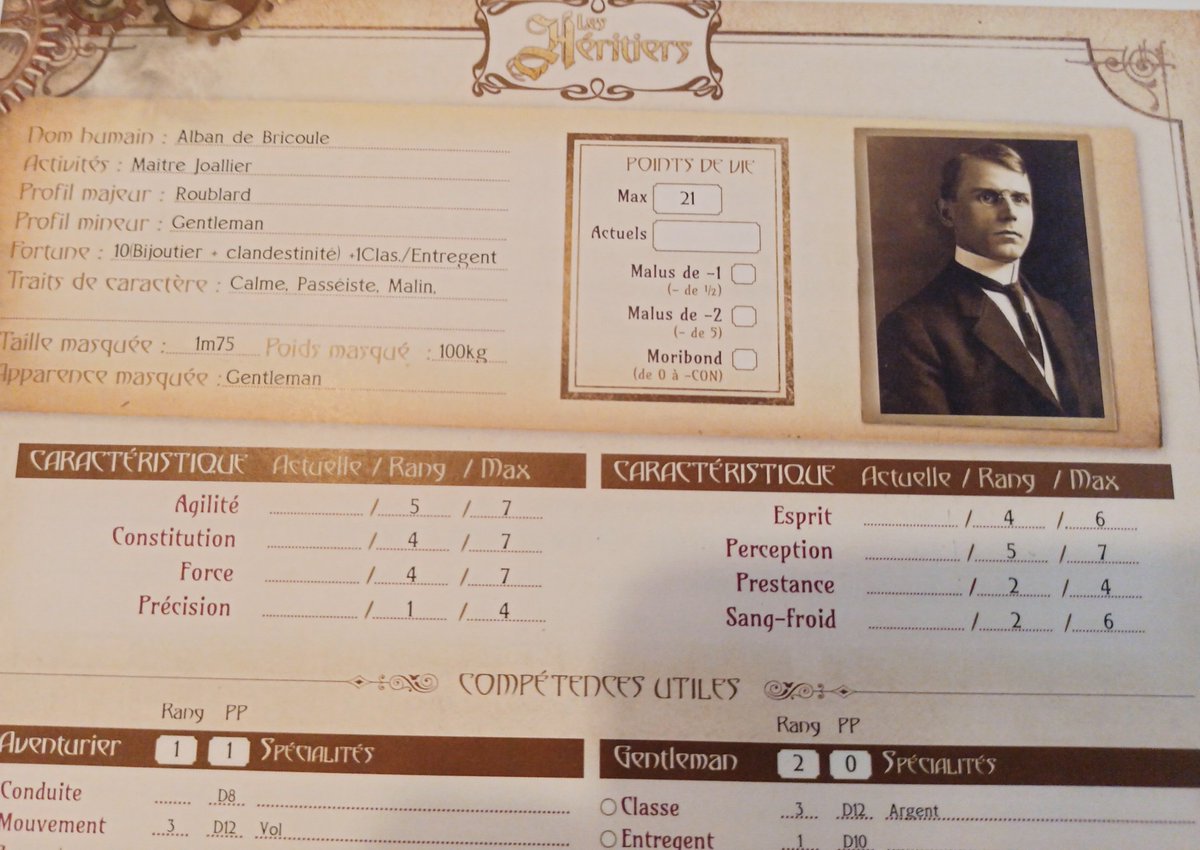 Les
Héritiers
Nom humain : Alban de Bricoule
Activités : Maître Joallier
Profil majeur : Roublard
Profil mineur : Gentleman
Fortune : 10(Bijoutier + clandestinité) +1Clas./Entregent
Traits de caractère : Calme, Passéiste, Malin,
Taille masquée : 1m75 Poids masqué : 100kg
Apparence masquée : Gentleman
POINTS DE VIE
Max 21
Actuels
Malus de -1
(- de ½)
Malus de -2
(- de 5)
Moribond
(de 0 à -CON)
CARACTÉRISTIQUE Actuelle / Rang / Max
Agilité / 5 / 7
Constitution / 4 / 7
Force / 4 / 7
Précision / 1 / 4
CARACTÉRISTIQUE Actuelle / Rang / Max
Esprit / 4 / 6
Perception / 5 / 7
Prestance / 2 / 4
Sang-froid / 2 / 6
COMPÉTENCES UTILES
Rang PP
Aventurier 1 1 SPÉCIALITÉS
Conduite D8
Mouvement 3 D12 Vol
Rang PP
Gentleman 2 0 SPÉCIALITÉS
Classe 3 D12 Argent
Entregent 1 D10